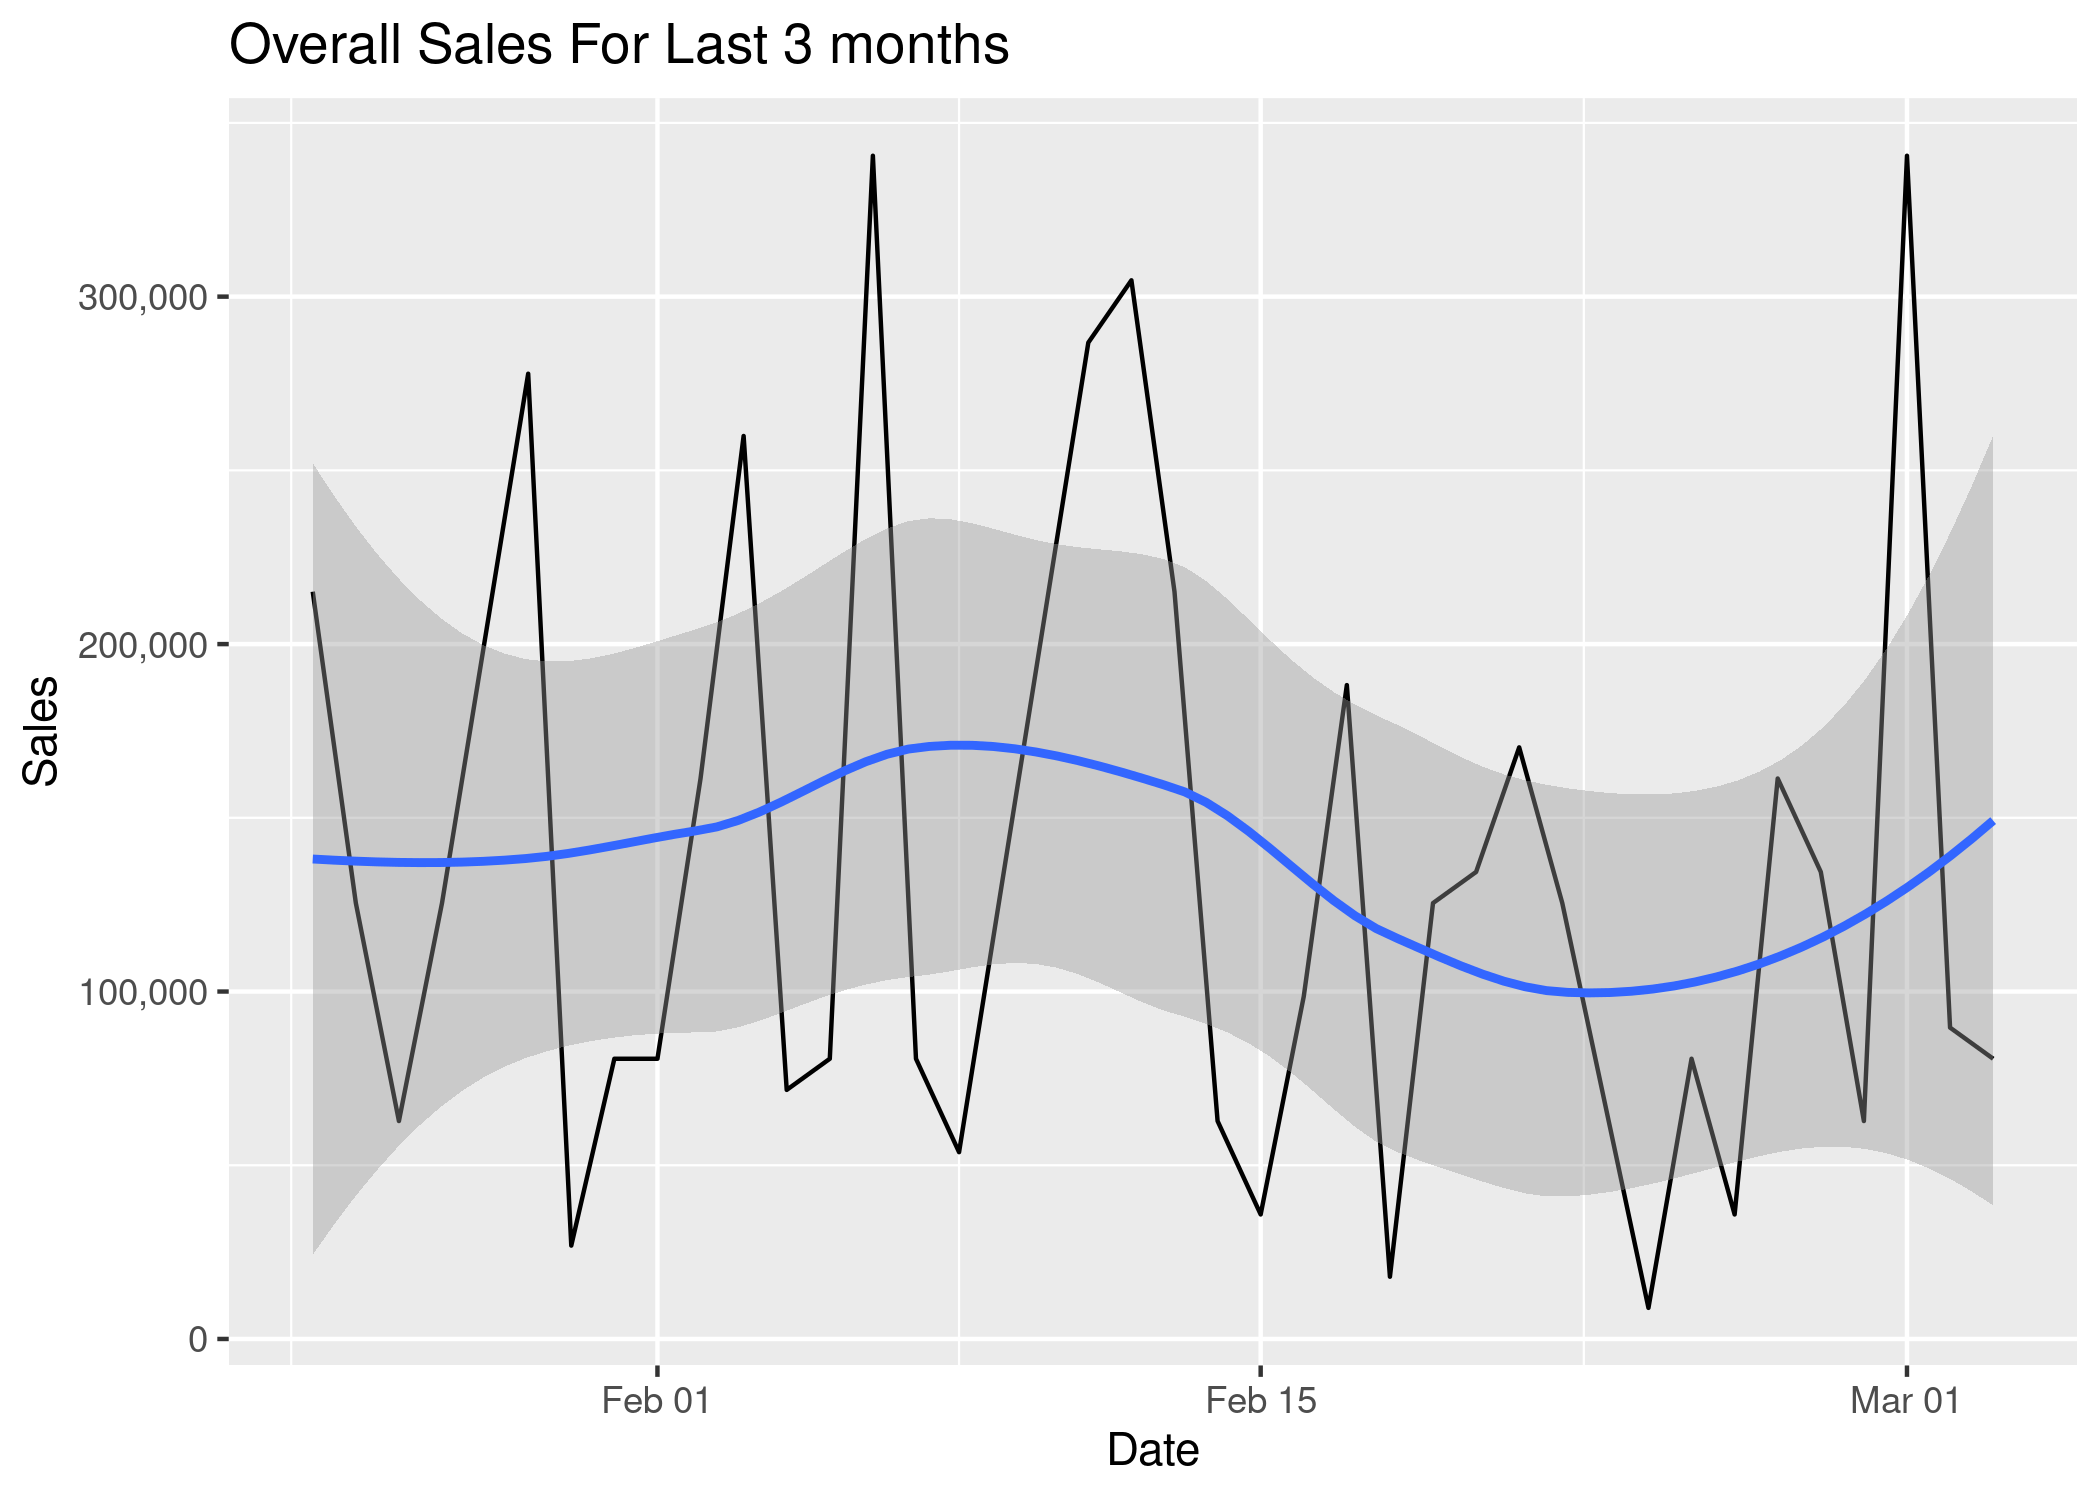 Overall Sales For Last 3 months
300,000
200,000
100,000
0
Sales
Feb 01
Feb 15
Mar 01
Date